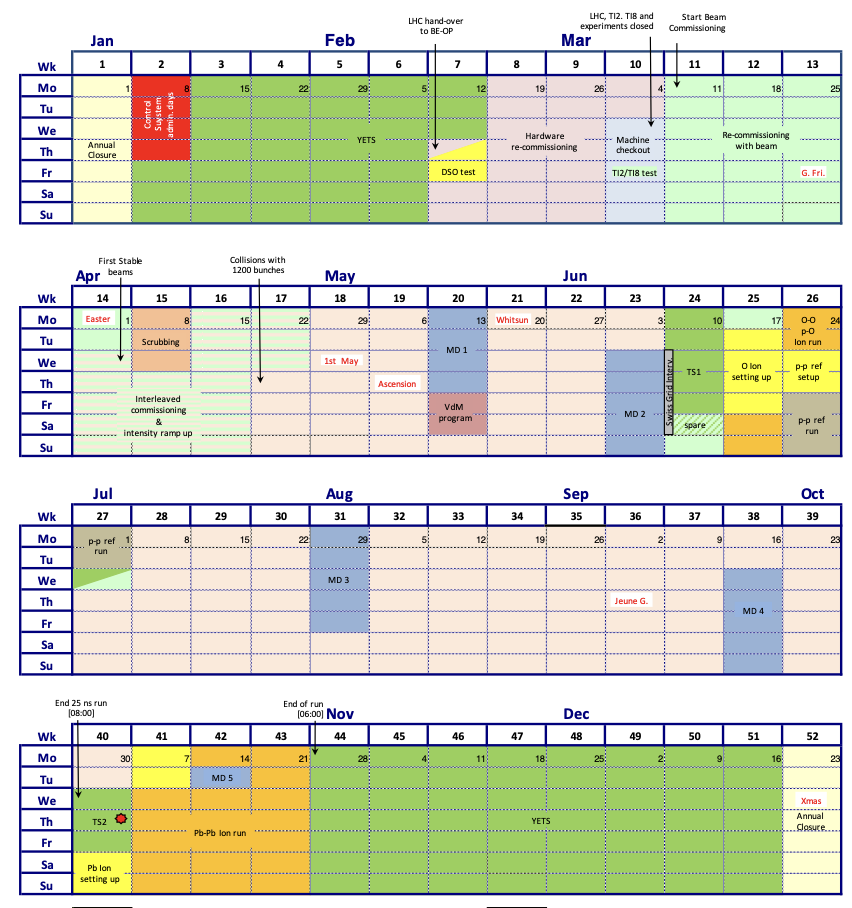 LHC hand-over
to BE-OP
LHC, TI2. TI8 and
experiments closed
Start Beam
Commissioning
Jan Feb Mar
Wk 1 2 3 4 5 6 7 8 9 10 11 12 13
Mo 1 8 15 22 29 5 12 19 26 4 11 18 25
Tu
We
Th
Fr
Sa
Su
Annual
Closure
Control
Suystem
admin. days
YETS
DSO test
Hardware
re-commissioning
Machine
checkout
TI2/TI8 test
Re-commissioning
with beam
G. Fri.
First Stable
beams
Collisions with
1200 bunches
Apr May Jun
Wk 14 15 16 17 18 19 20 21 22 23 24 25 26
Mo Easter 1 8 15 22 29 6 13 Whitsun 20 27 3 10 17 24
Tu
We
Th
Fr
Sa
Su
Scrubbing
Interleaved
commissioning
&
intensity ramp up
1st May
Ascension
MD 1
VdM
program
MD 2
Swiss Grid Interv.
TS1
spare
O Ion
setting up
O-O
p-O
Ion run
p-p ref
setup
p-p ref
run
Jul Aug Sep Oct
Wk 27 28 29 30 31 32 33 34 35 36 37 38 39
Mo 1 8 15 22 29 5 12 19 26 2 9 16 23
Tu
We
Th
Fr
Sa
Su
p-p ref
run
MD 3
Jeune G.
MD 4
End 25 ns run
[08:00]
End of run
[06:00]
Nov Dec
Wk 40 41 42 43 44 45 46 47 48 49 50 51 52
Mo 30 7 14 21 28 4 11 18 25 2 9 16 23
Tu
We
Th
Fr
Sa
Su
TS2
Pb Ion
setting up
MD 5
Pb-Pb Ion run
YETS
Xmas
Annual
Closure